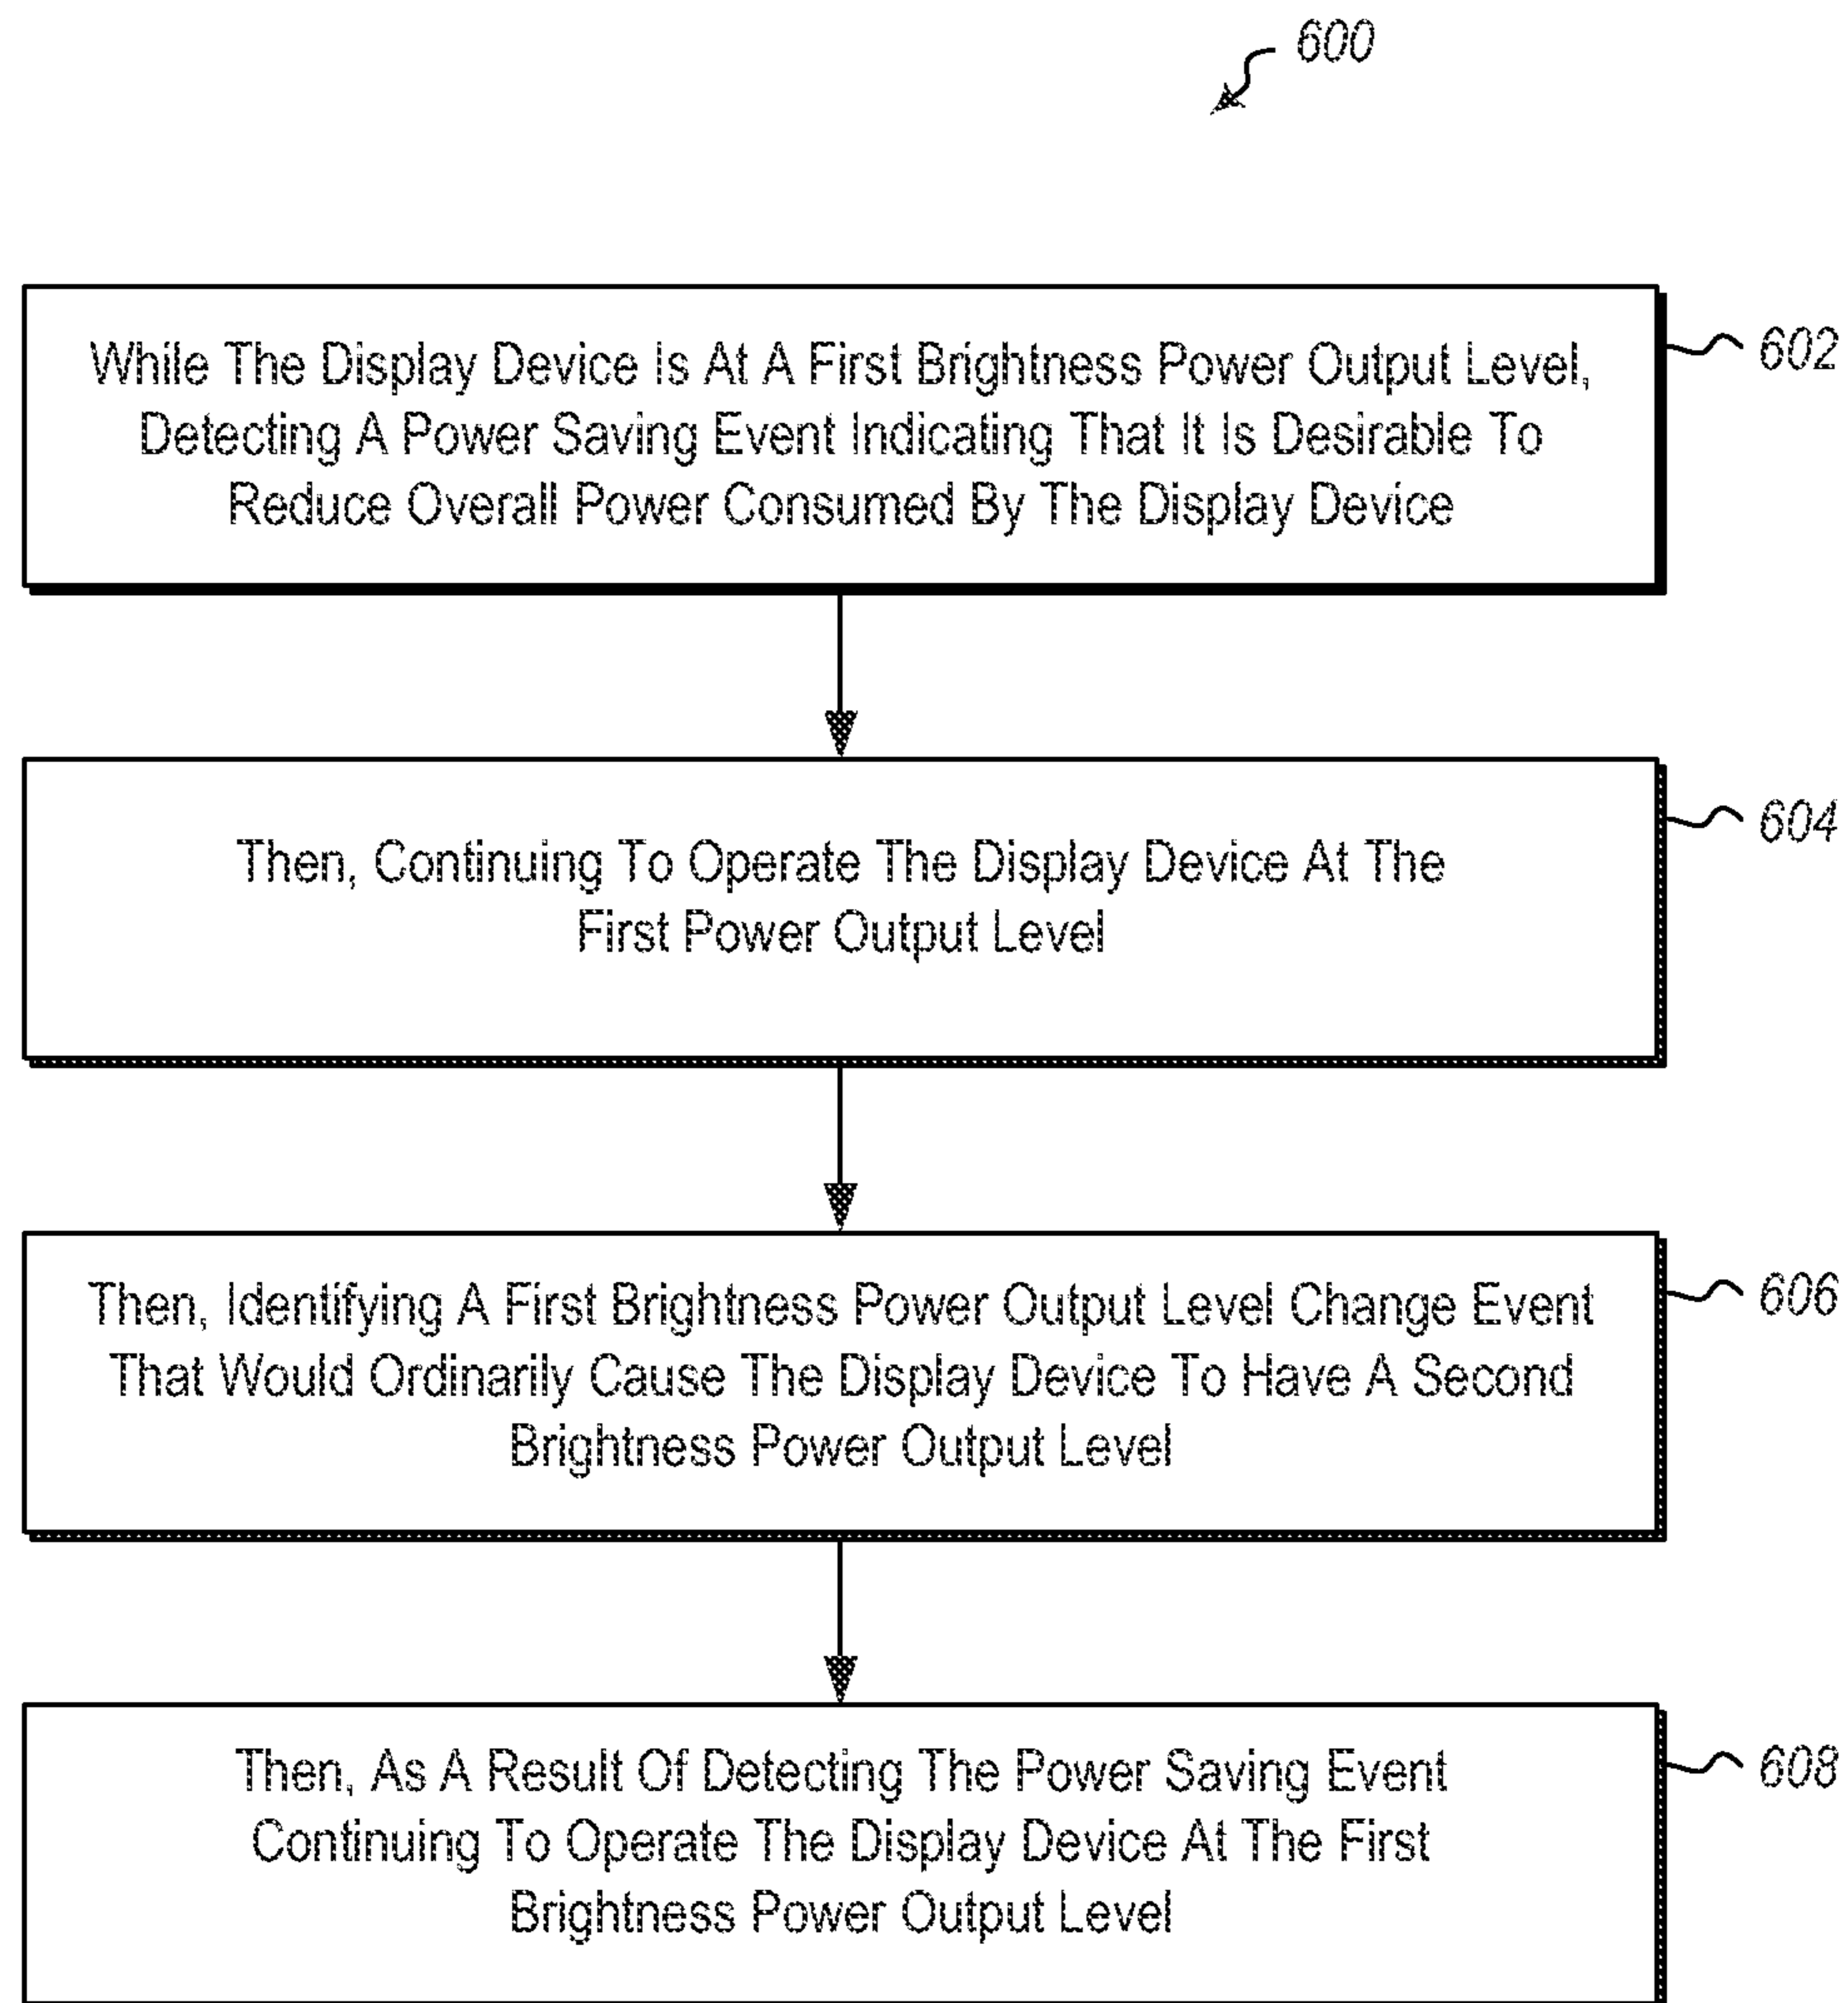 600
While The Display Device Is At A First Brightness Power Output Level,
Detecting A Power Saving Event Indicating That It Is Desirable To
Reduce Overall Power Consumed By The Display Device
602
Then, Continuing To Operate The Display Device At The
First Power Output Level
604
Then, Identifying A First Brightness Power Output Level Change Event
That Would Ordinarily Cause The Display Device To Have A Second
Brightness Power Output Level
606
Then, As A Result Of Detecting The Power Saving Event
Continuing To Operate The Display Device At The First
Brightness Power Output Level
608